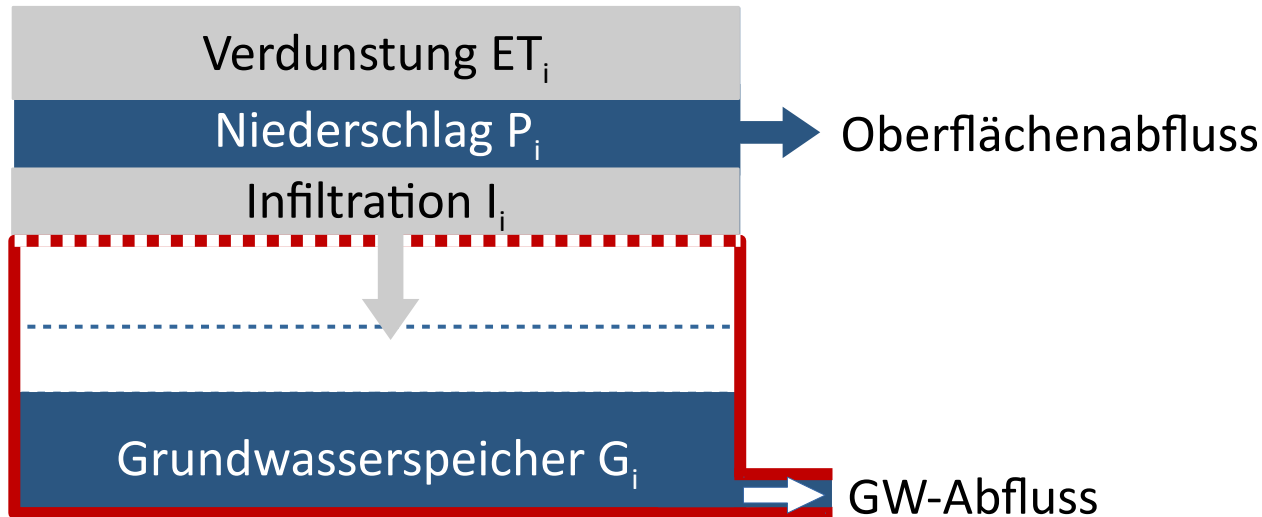 Verdunstung ETi
Niederschlag Pi
Oberflächenabfluss
Infiltration Ii
Grundwasserspeicher Gi
GW-Abfluss